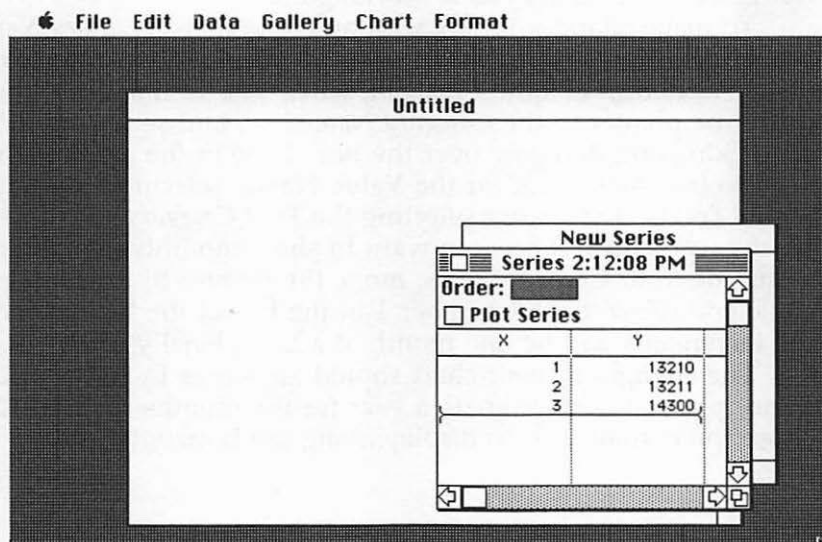 File Edit Data Gallery Chart Format
Untitled
New Series
Series 2:12:08 PM
Order:
Plot Series
X Y
1 13210
2 13211
3 14300